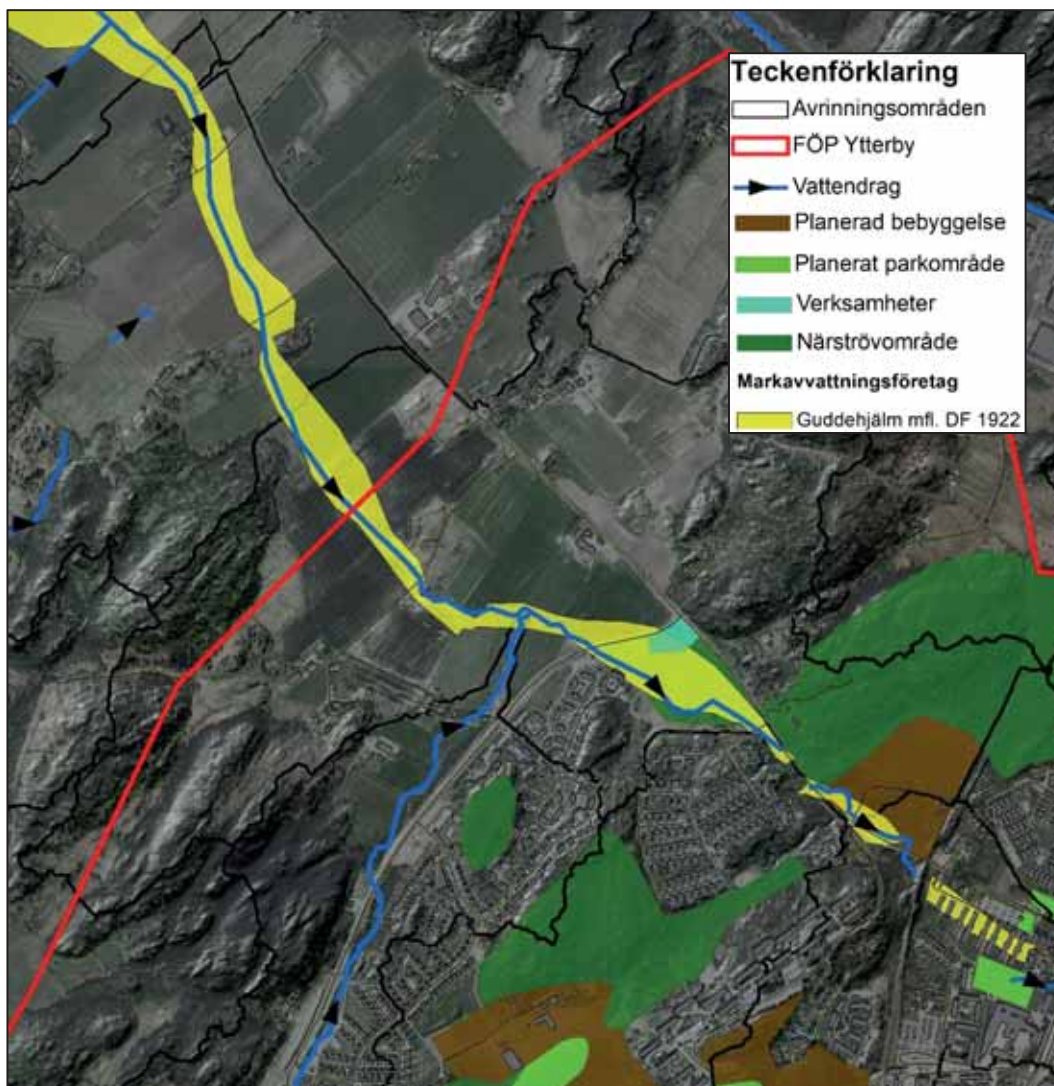 Teckenförklaring
Avrinningsområden
FÖP Ytterby
Vattendrag
Planerad bebyggelse
Planerat parkområde
Verksamheter
Närströvområde
Markavvattningsföretag
Guddehjälm mfl. DF 1922